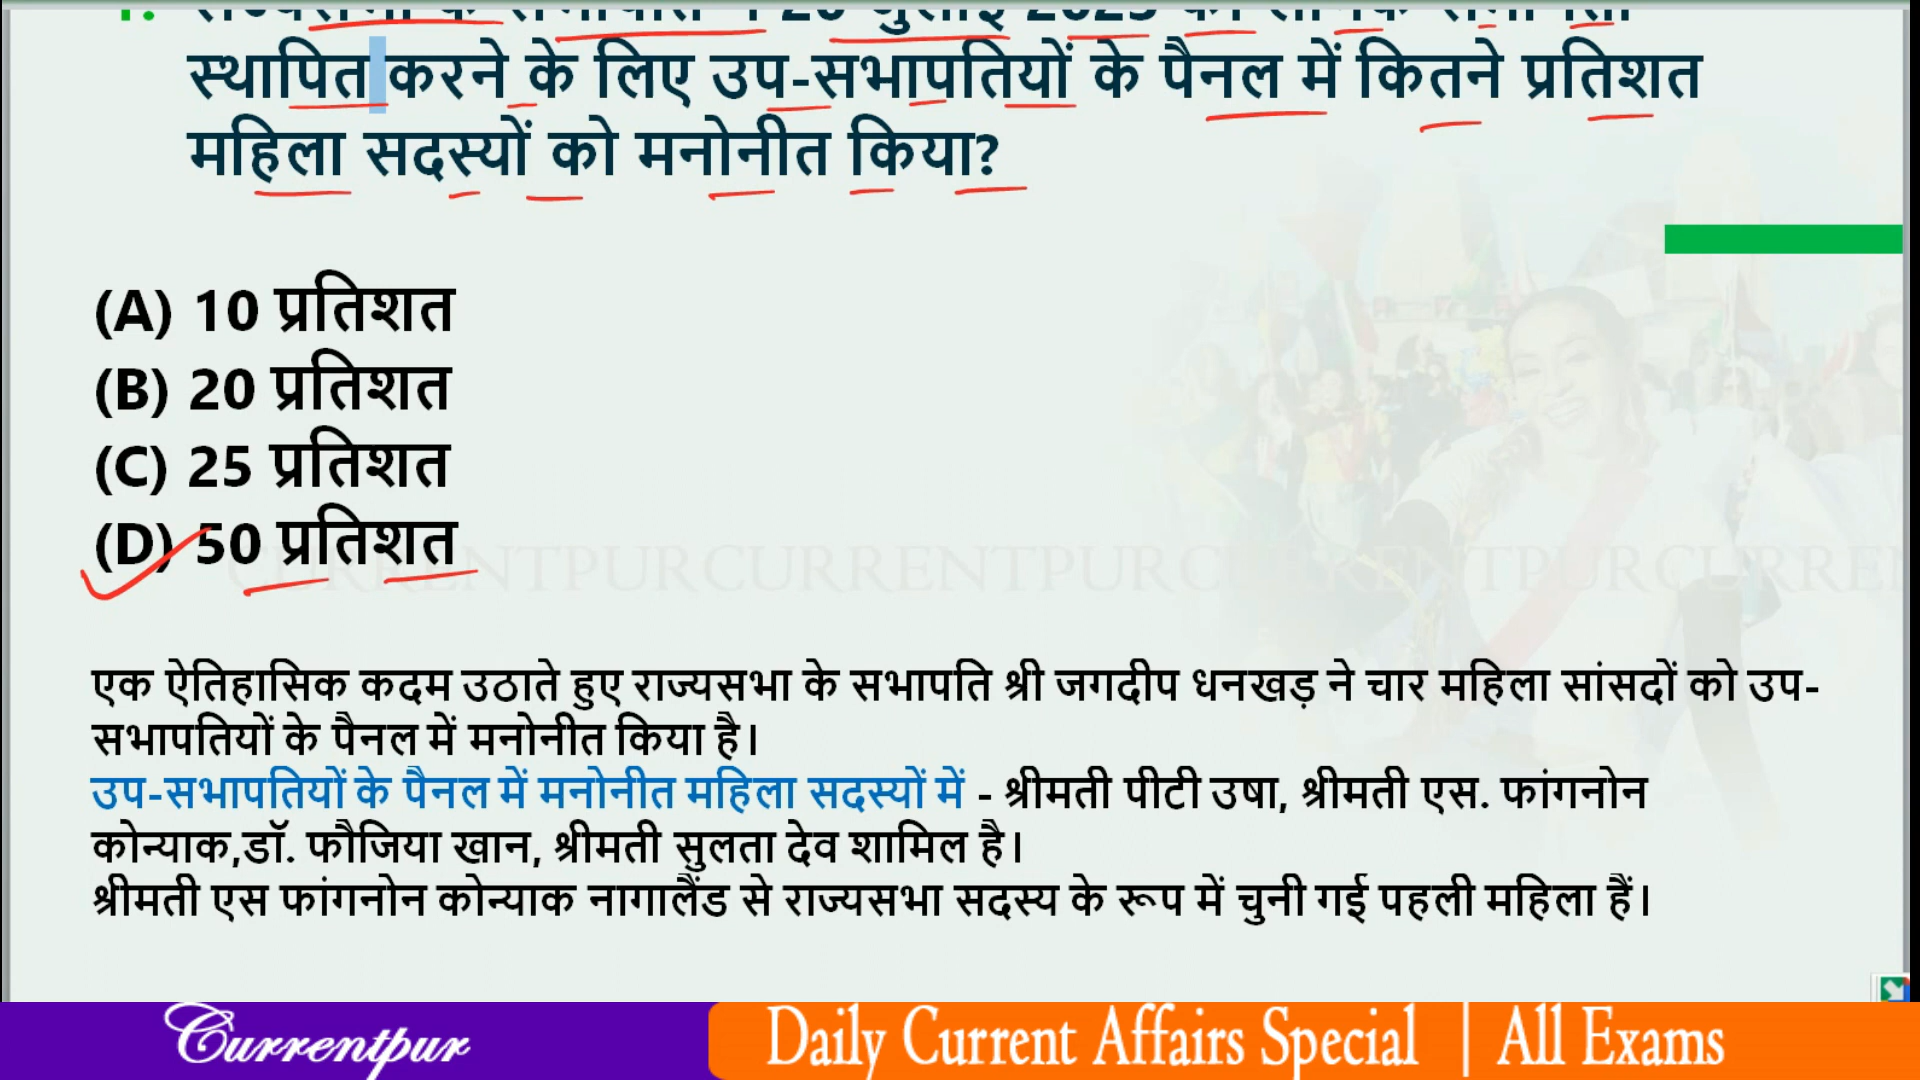 स्थापित करने के लिए उप-सभापतियों के पैनल में कितने प्रतिशत
महिला सदस्यों को मनोनीत किया?
(A) 10 प्रतिशत
(B) 20 प्रतिशत
(C) 25 प्रतिशत
(D) 50 प्रतिशत
CURRENTPURCURRENTPURCURRENTPURCURREN
एक ऐतिहासिक कदम उठाते हुए राज्यसभा के सभापति श्री जगदीप धनखड़ ने चार महिला सांसदों को उप-
सभापतियों के पैनल में मनोनीत किया है।
उप-सभापतियों के पैनल में मनोनीत महिला सदस्यों में - श्रीमती पीटी उषा, श्रीमती एस. फांगनोन
कोन्याक,डॉ. फौजिया खान, श्रीमती सुलता देव शामिल है।
श्रीमती एस फांगनोन कोन्याक नागालैंड से राज्यसभा सदस्य के रूप में चुनी गई पहली महिला हैं।
Currentpur
Daily Current Affairs Special | All Exams